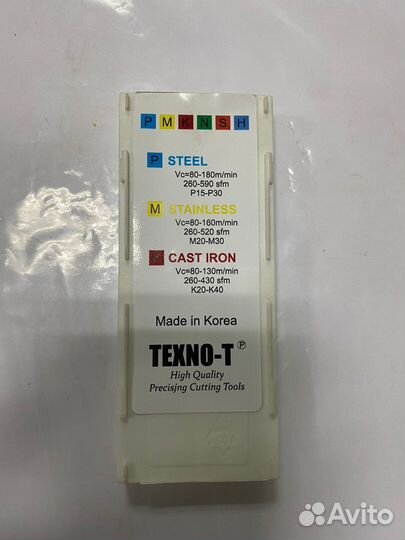 P M K N S H
P STEEL
Vc=80-180m/min
260-590 sfm
P15-P30
M STAINLESS
Vc=80-160m/min
260-520 sfm
M20-M30
K CAST IRON
Vc=80-130m/min
260-430 sfm
K20-K40
Made in Korea
TEXNO-T ℗
High Quality
Precisjng Cutting Tools
Avito